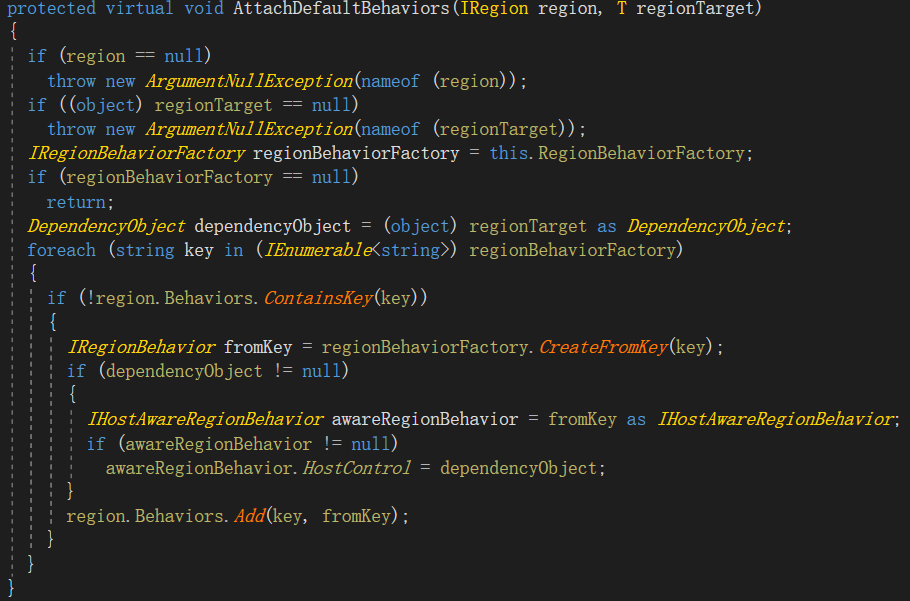 protected virtual void AttachDefaultBehaviors(IRegion region, T regionTarget)
{
if (region == null)
throw new ArgumentNullException(nameof (region));
if ((object) regionTarget == null)
throw new ArgumentNullException(nameof (regionTarget));
IRegionBehaviorFactory regionBehaviorFactory = this.RegionBehaviorFactory;
if (regionBehaviorFactory == null)
return;
DependencyObject dependencyObject = (object) regionTarget as DependencyObject;
foreach (string key in (IEnumerable<string>) regionBehaviorFactory)
{
if (!region.Behaviors.ContainsKey(key))
{
IRegionBehavior fromKey = regionBehaviorFactory.CreateFromKey(key);
if (dependencyObject != null)
{
IHostAwareRegionBehavior awareRegionBehavior = fromKey as IHostAwareRegionBehavior;
if (awareRegionBehavior != null)
awareRegionBehavior.HostControl = dependencyObject;
}
region.Behaviors.Add(key, fromKey);
}
}
}